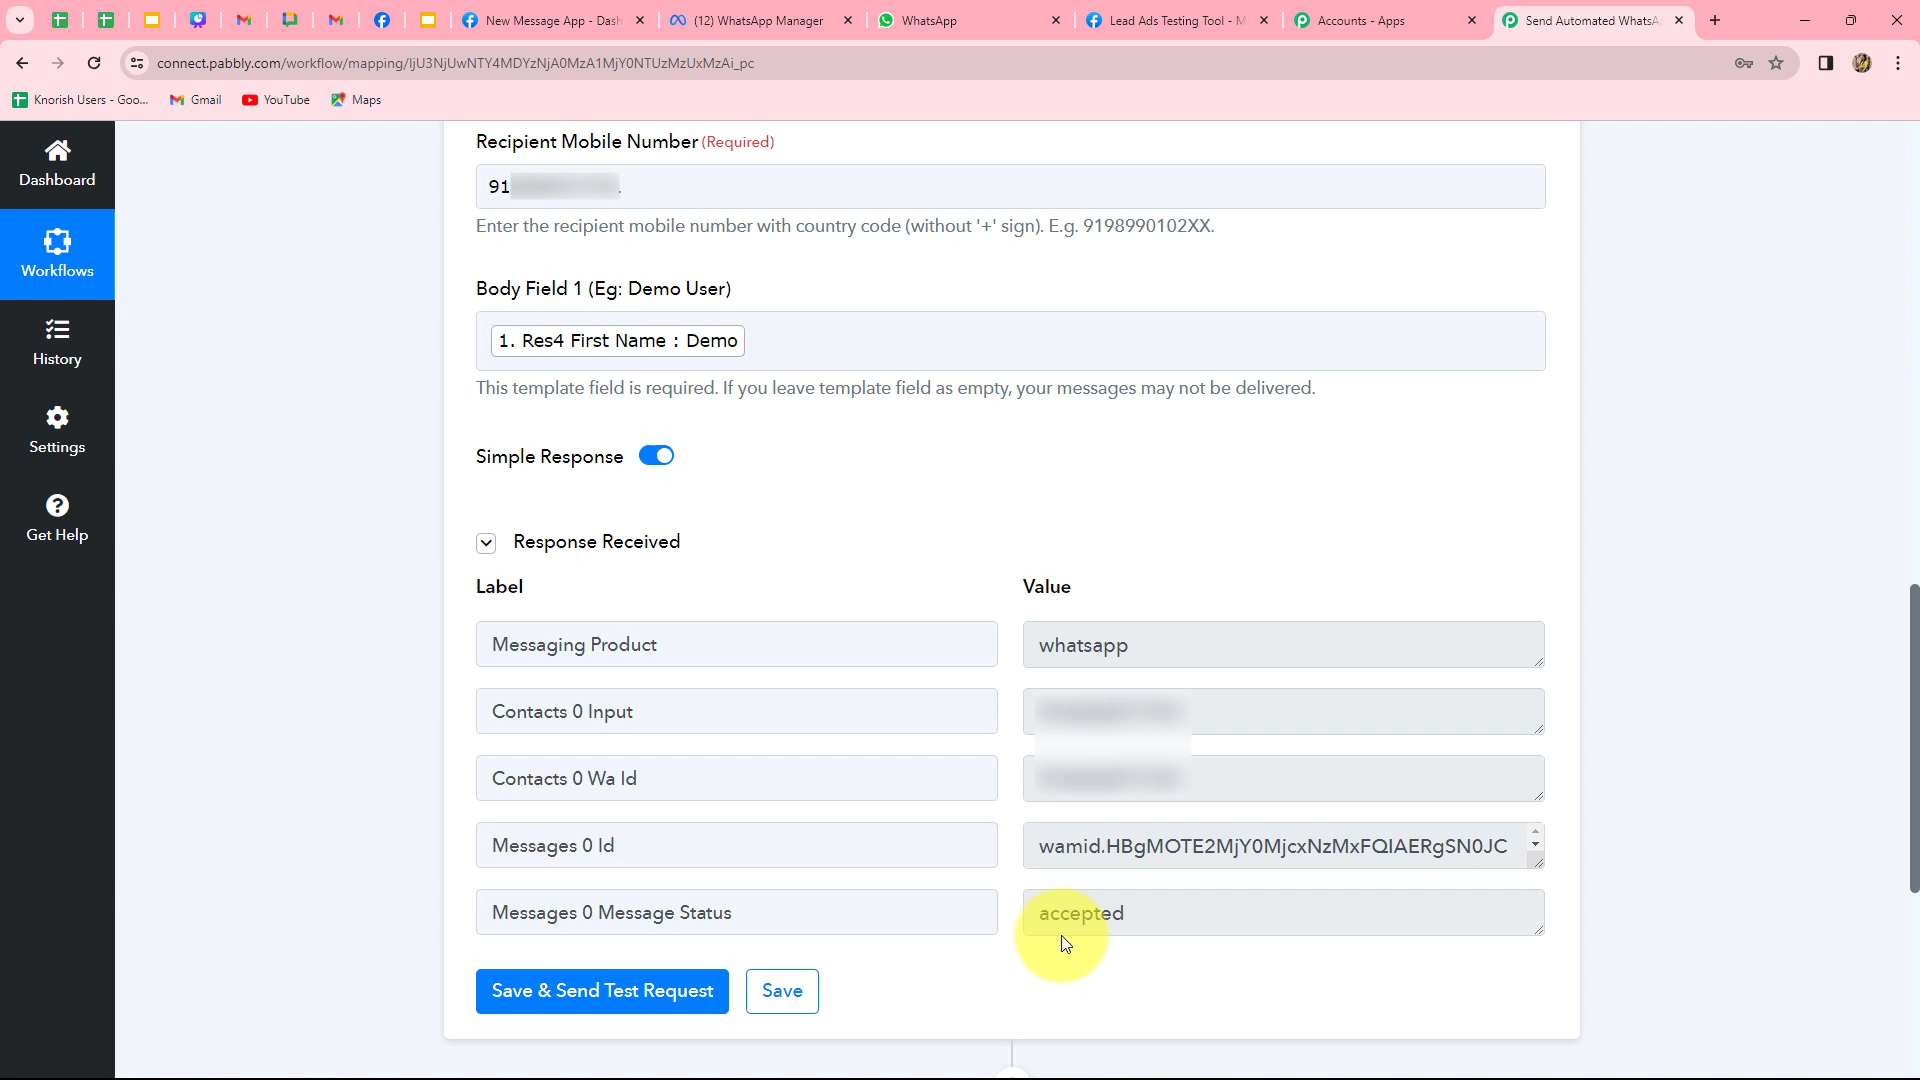 New Message App - Dash
(12) WhatsApp Manager
WhatsApp
Lead Ads Testing Tool - M
Accounts - Apps
Send Automated WhatsA
connect.pabbly.com/workflow/mapping/IjU3NjUwNTY4MDYzNjA0MzA1MjY0NTUzMzUxMzAi_pc
Knorish Users - Goo...
Gmail
YouTube
Maps
Dashboard
Workflows
History
Settings
Get Help
Recipient Mobile Number (Required)
91
Enter the recipient mobile number with country code (without '+' sign). E.g. 9198990102XX.
Body Field 1 (Eg: Demo User)
1. Res4 First Name : Demo
This template field is required. If you leave template field as empty, your messages may not be delivered.
Simple Response
Response Received
Label Value
Messaging Product whatsapp
Contacts 0 Input
Contacts 0 Wa Id
Messages 0 Id wamid.HBgMOTE2MjY0MjcxNzMxFQIAERgSN0JC
Messages 0 Message Status accepted
Save & Send Test Request Save